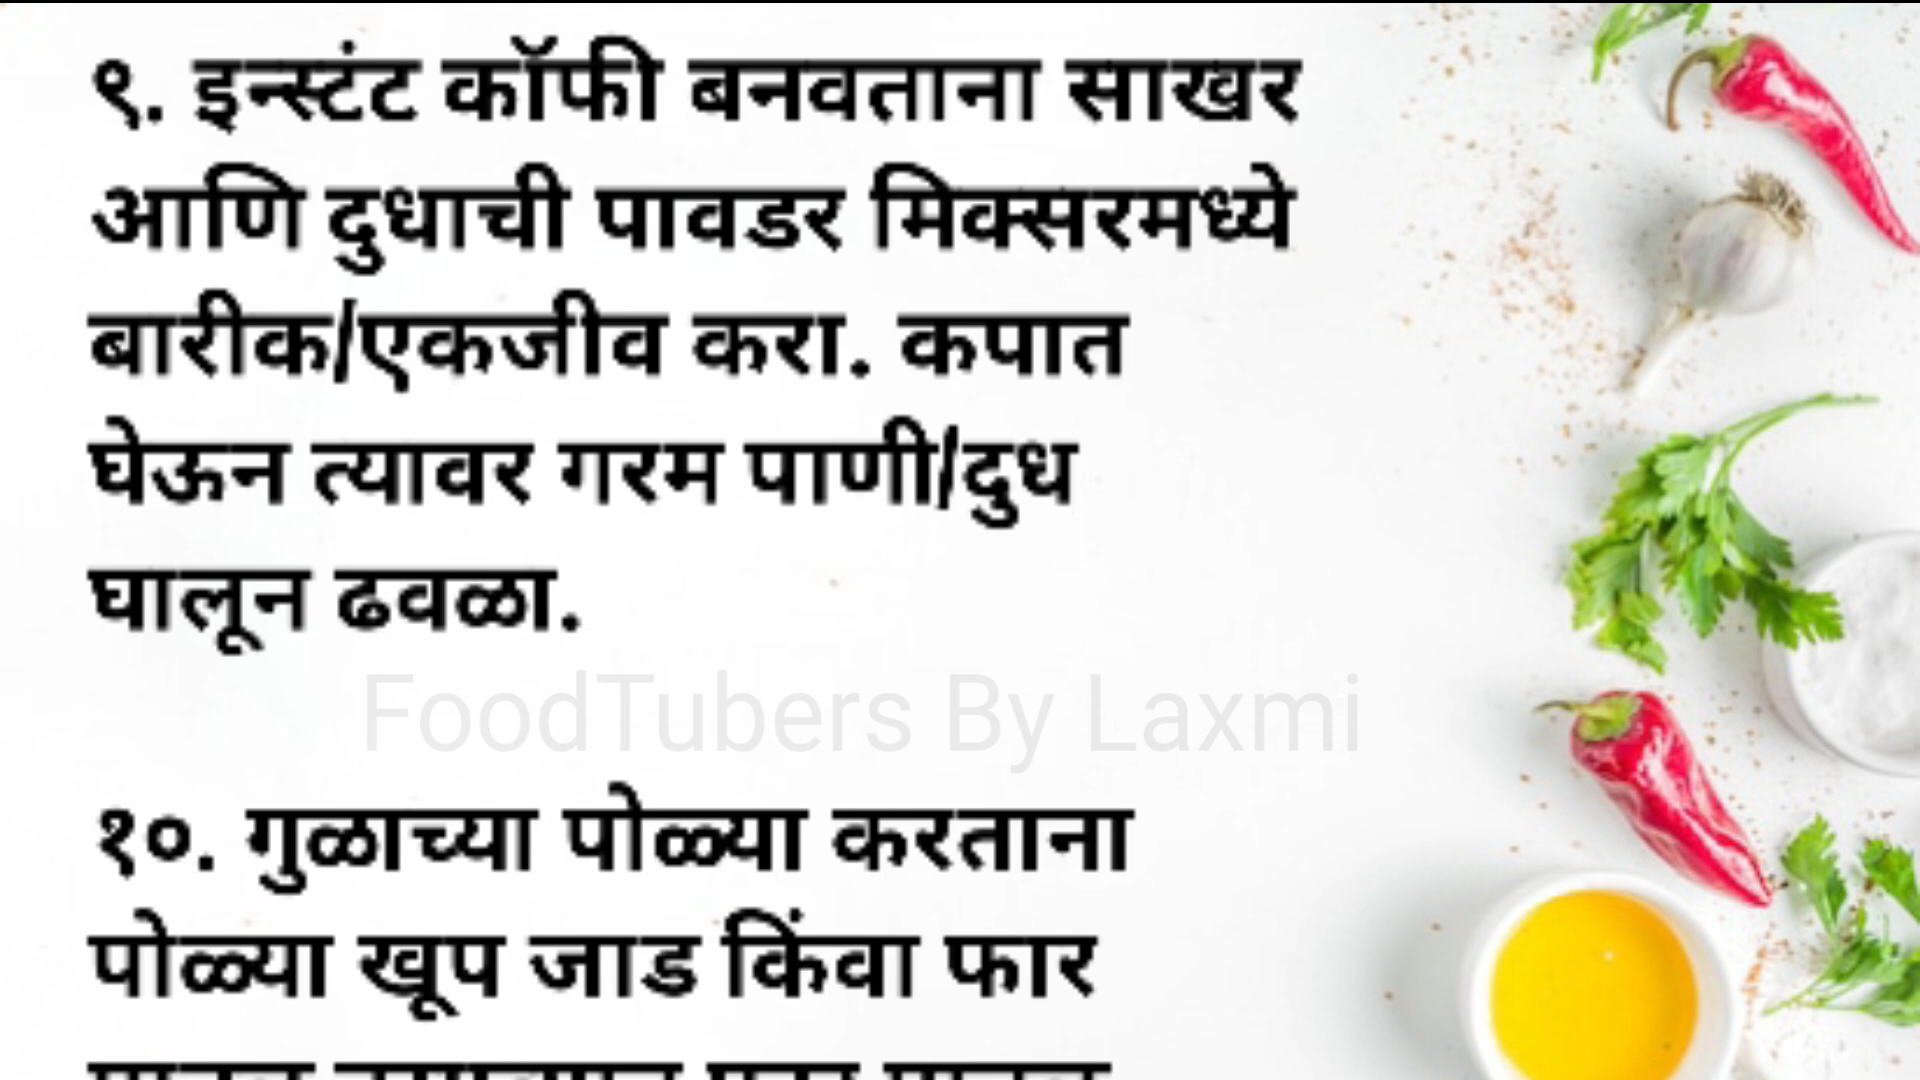 ९. इन्स्टंट कॉफी बनवताना साखर
आणि दुधाची पावडर मिक्सरमध्ये
बारीक/एकजीव करा. कपात
घेऊन त्यावर गरम पाणी/दुध
घालून ढवळा.
FoodTubers By Laxmi
१०. गुळाच्या पोळ्या करताना
पोळ्या खूप जाड किंवा फार